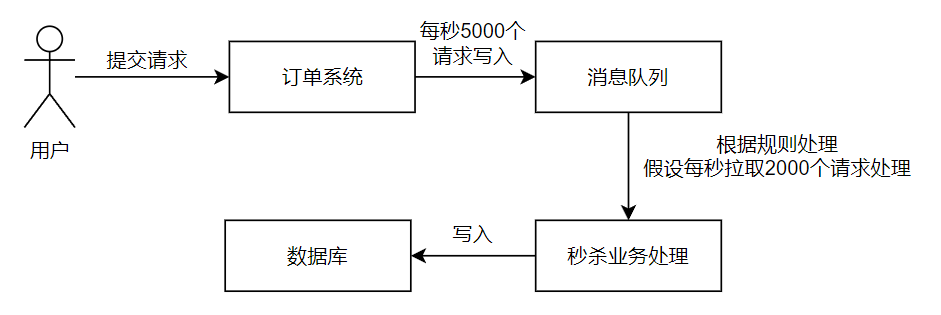 每秒5000个
请求写入
提交请求
订单系统
消息队列
用户
根据规则处理
假设每秒拉取2000个请求处理
数据库
写入
秒杀业务处理